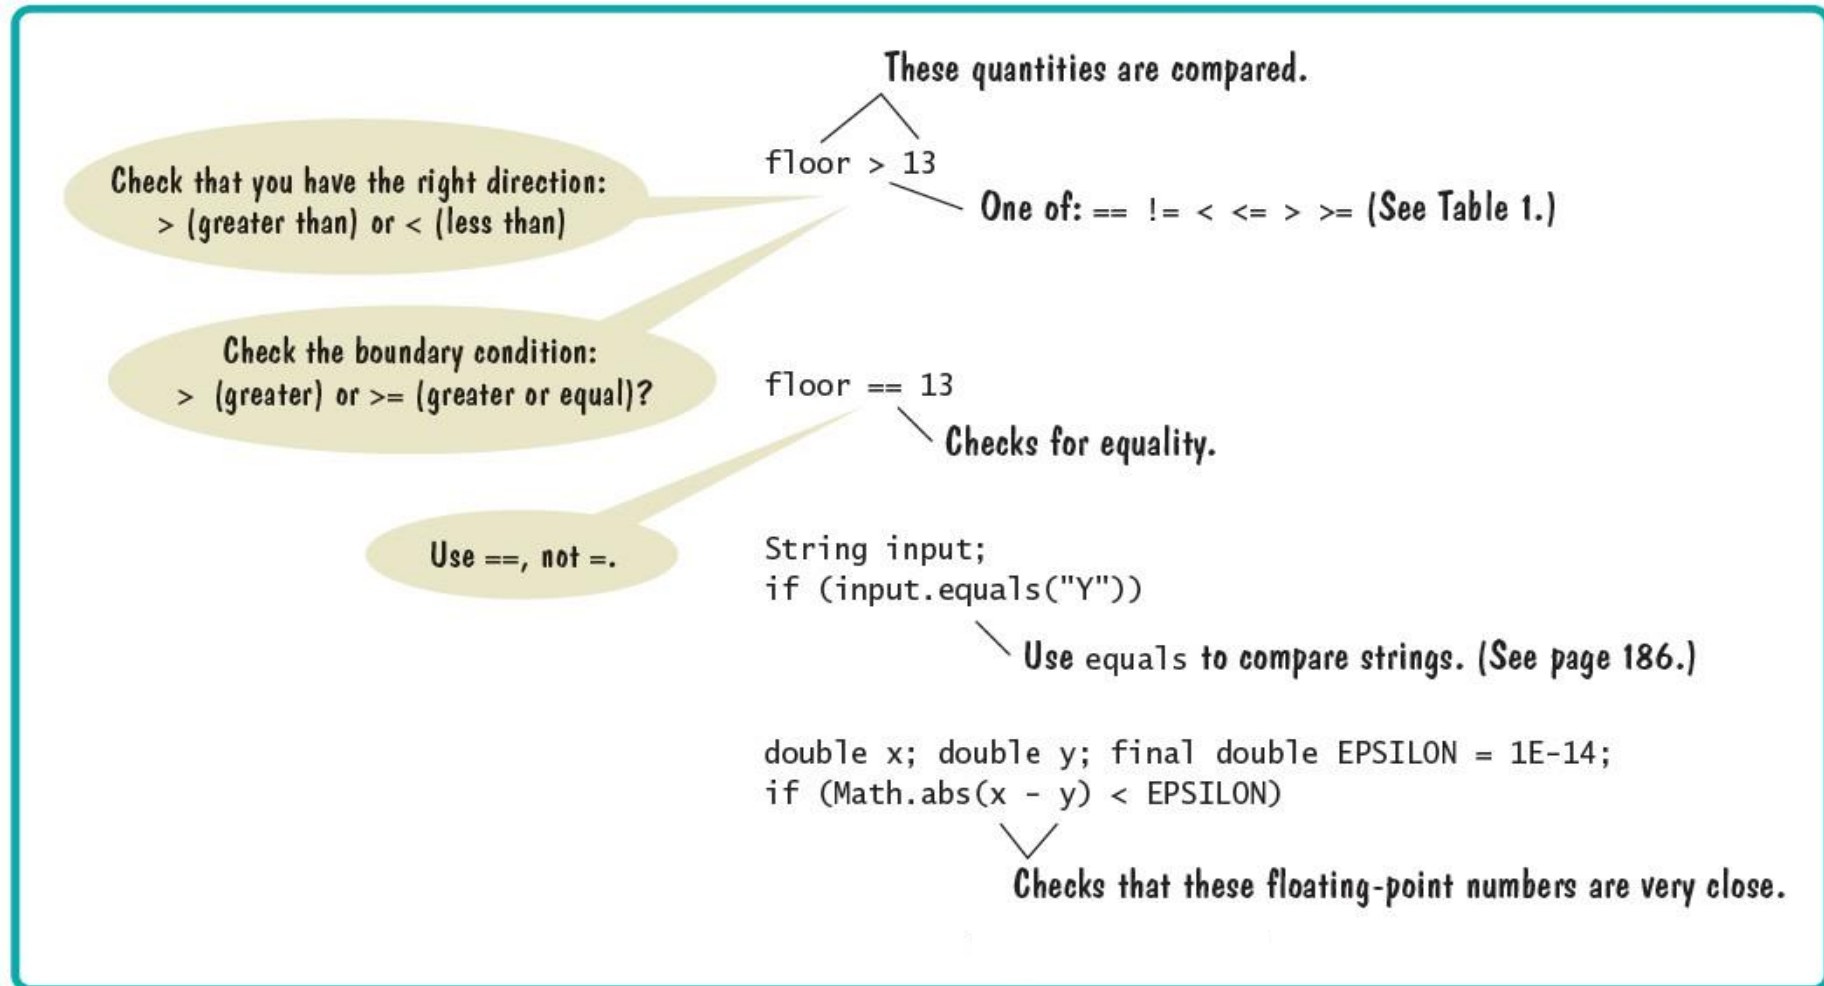 These quantities are compared.
Check that you have the right direction:
> (greater than) or < (less than)
floor > 13
One of: == != < <= > >= (See Table 1.)
Check the boundary condition:
> (greater) or >= (greater or equal)?
floor == 13
Checks for equality.
Use ==, not =.
String input;
if (input.equals("Y"))
Use equals to compare strings. (See page 186.)
double x; double y; final double EPSILON = 1E-14;
if (Math.abs(x - y) < EPSILON)
Checks that these floating-point numbers are very close.